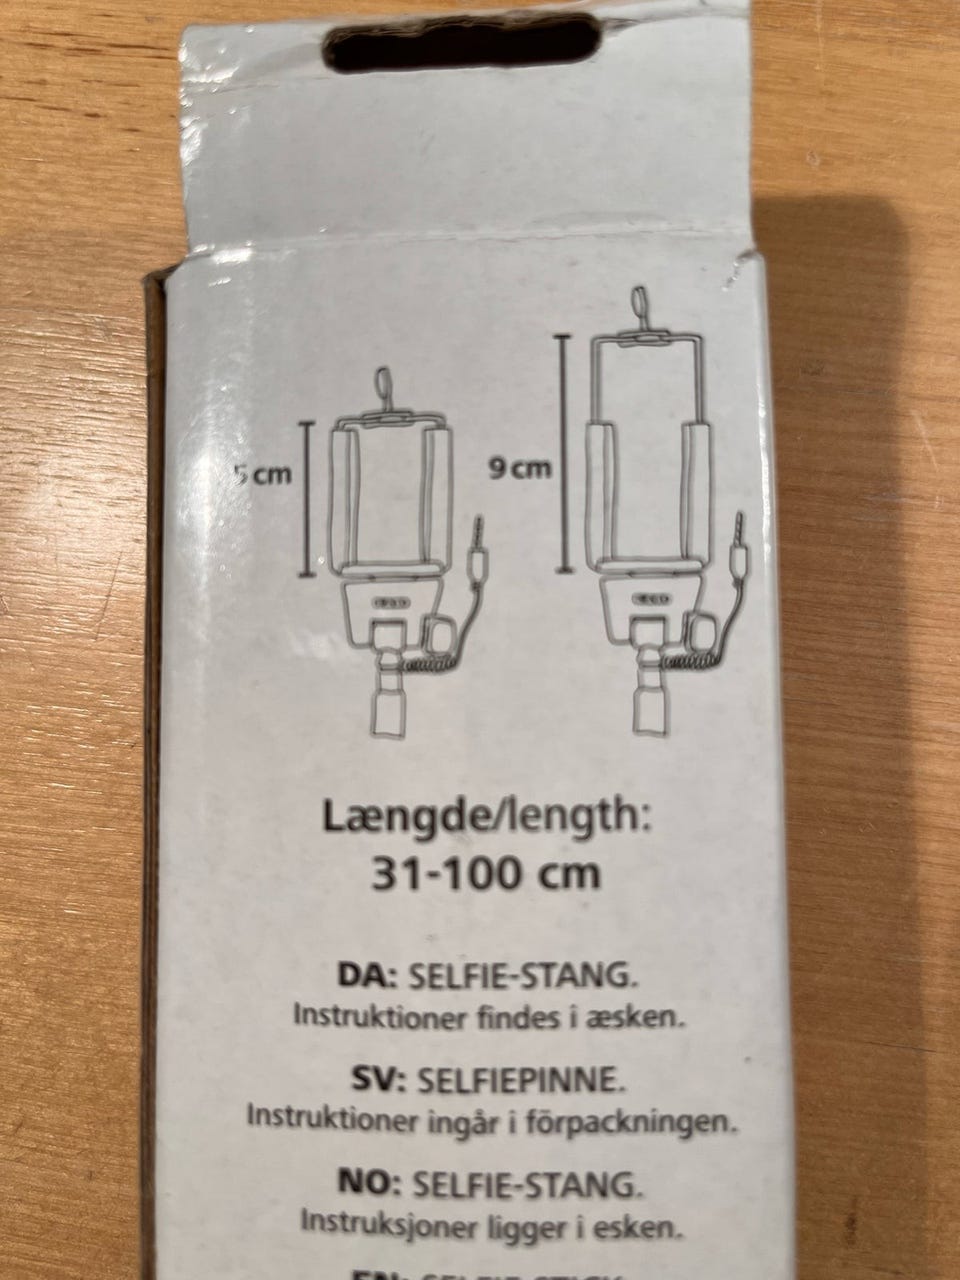 5 cm
9 cm
Længde/length:
31-100 cm
DA: SELFIE-STANG.
Instruktioner findes i æsken.
SV: SELFIEPINNE.
Instruktioner ingår i förpackningen.
NO: SELFIE-STANG.
Instruksjoner ligger i esken.